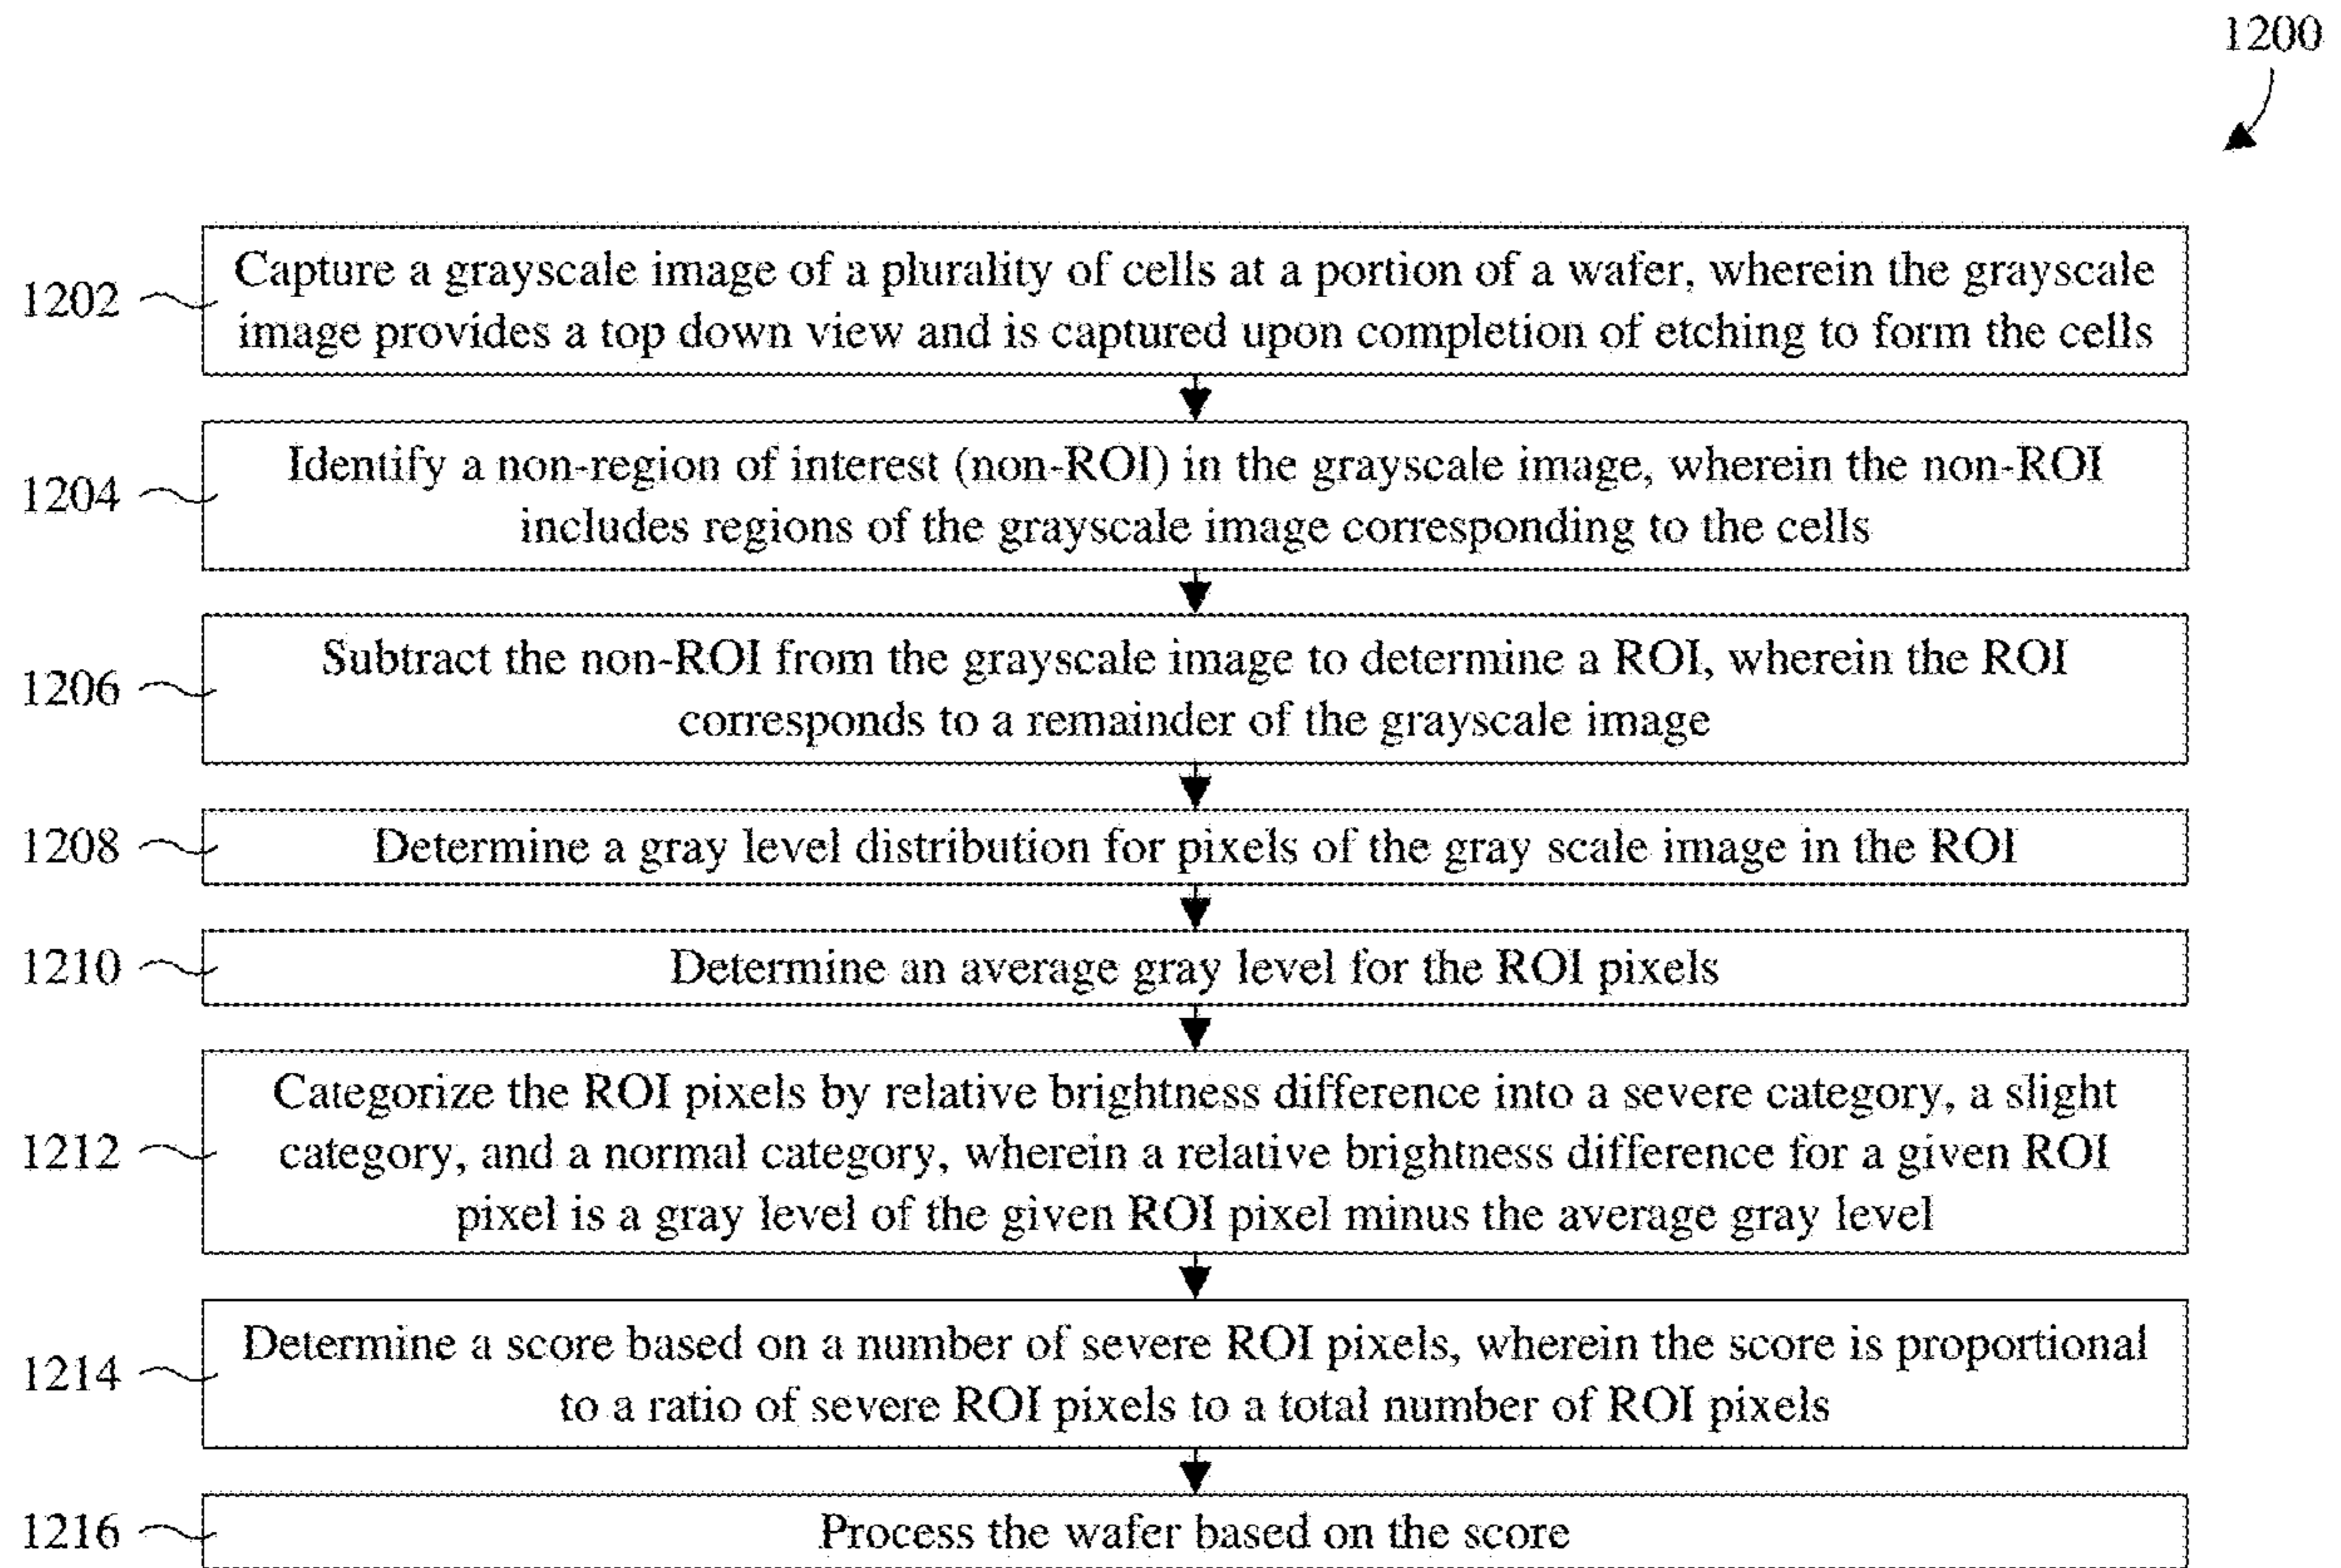 1200
1202
Capture a grayscale image of a plurality of cells at a portion of a wafer, wherein the grayscale
image provides a top down view and is captured upon completion of etching to form the cells
1204
Identify a non-region of interest (non-ROI) in the grayscale image, wherein the non-ROI
includes regions of the grayscale image corresponding to the cells
1206
Subtract the non-ROI from the grayscale image to determine a ROI, wherein the ROI
corresponds to a remainder of the grayscale image
1208
Determine a gray level distribution for pixels of the gray scale image in the ROI
1210
Determine an average gray level for the ROI pixels
1212
Categorize the ROI pixels by relative brightness difference into a severe category, a slight
category, and a normal category, wherein a relative brightness difference for a given ROI
pixel is a gray level of the given ROI pixel minus the average gray level
1214
Determine a score based on a number of severe ROI pixels, wherein the score is proportional
to a ratio of severe ROI pixels to a total number of ROI pixels
1216
Process the wafer based on the score